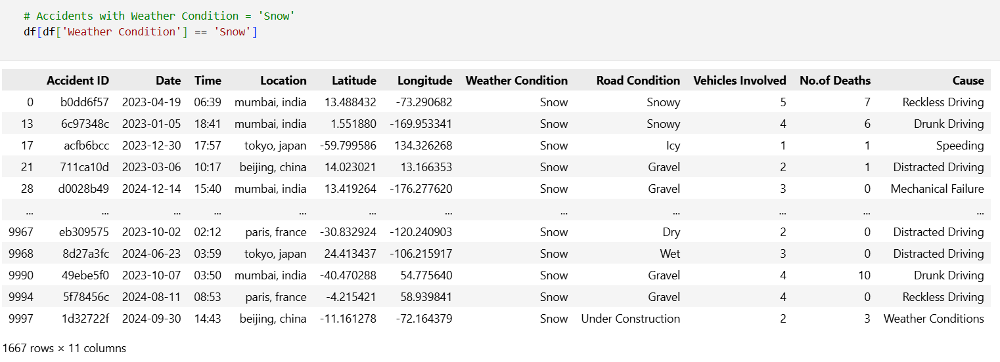 # Accidents with Weather Condition = 'Snow'
df[df['Weather Condition'] == 'Snow']
Accident ID Date Time Location Latitude Longitude Weather Condition Road Condition Vehicles Involved No.of Deaths Cause
0 b0dd6f57 2023-04-19 06:39 mumbai, india 13.488432 -73.290682 Snow Snowy 5 7 Reckless Driving
13 6c97348c 2023-01-05 18:41 mumbai, india 1.551880 -169.953341 Snow Snowy 4 6 Drunk Driving
17 acfb6bcc 2023-12-30 17:57 tokyo, japan -59.799586 134.326268 Snow Icy 1 1 Speeding
21 711ca10d 2023-03-06 10:17 beijing, china 14.023021 13.166353 Snow Gravel 2 1 Distracted Driving
28 d0028b49 2024-12-14 15:40 mumbai, india 13.419264 -176.277620 Snow Gravel 3 0 Mechanical Failure
... ... ... ... ... ... ... ... ... ... ... ...
9967 eb309575 2023-10-02 02:12 paris, france -30.832924 -120.240903 Snow Dry 2 0 Distracted Driving
9968 8d27a3fc 2024-06-23 03:59 tokyo, japan 24.413437 -106.215917 Snow Wet 3 0 Distracted Driving
9990 49ebe5f0 2023-10-07 03:50 mumbai, india -40.470288 54.775640 Snow Gravel 4 10 Drunk Driving
9994 5f78456c 2024-08-11 08:53 paris, france -4.215421 58.939841 Snow Gravel 4 0 Reckless Driving
9997 1d32722f 2024-09-30 14:43 beijing, china -11.161278 -72.164379 Snow Under Construction 2 3 Weather Conditions
1667 rows × 11 columns